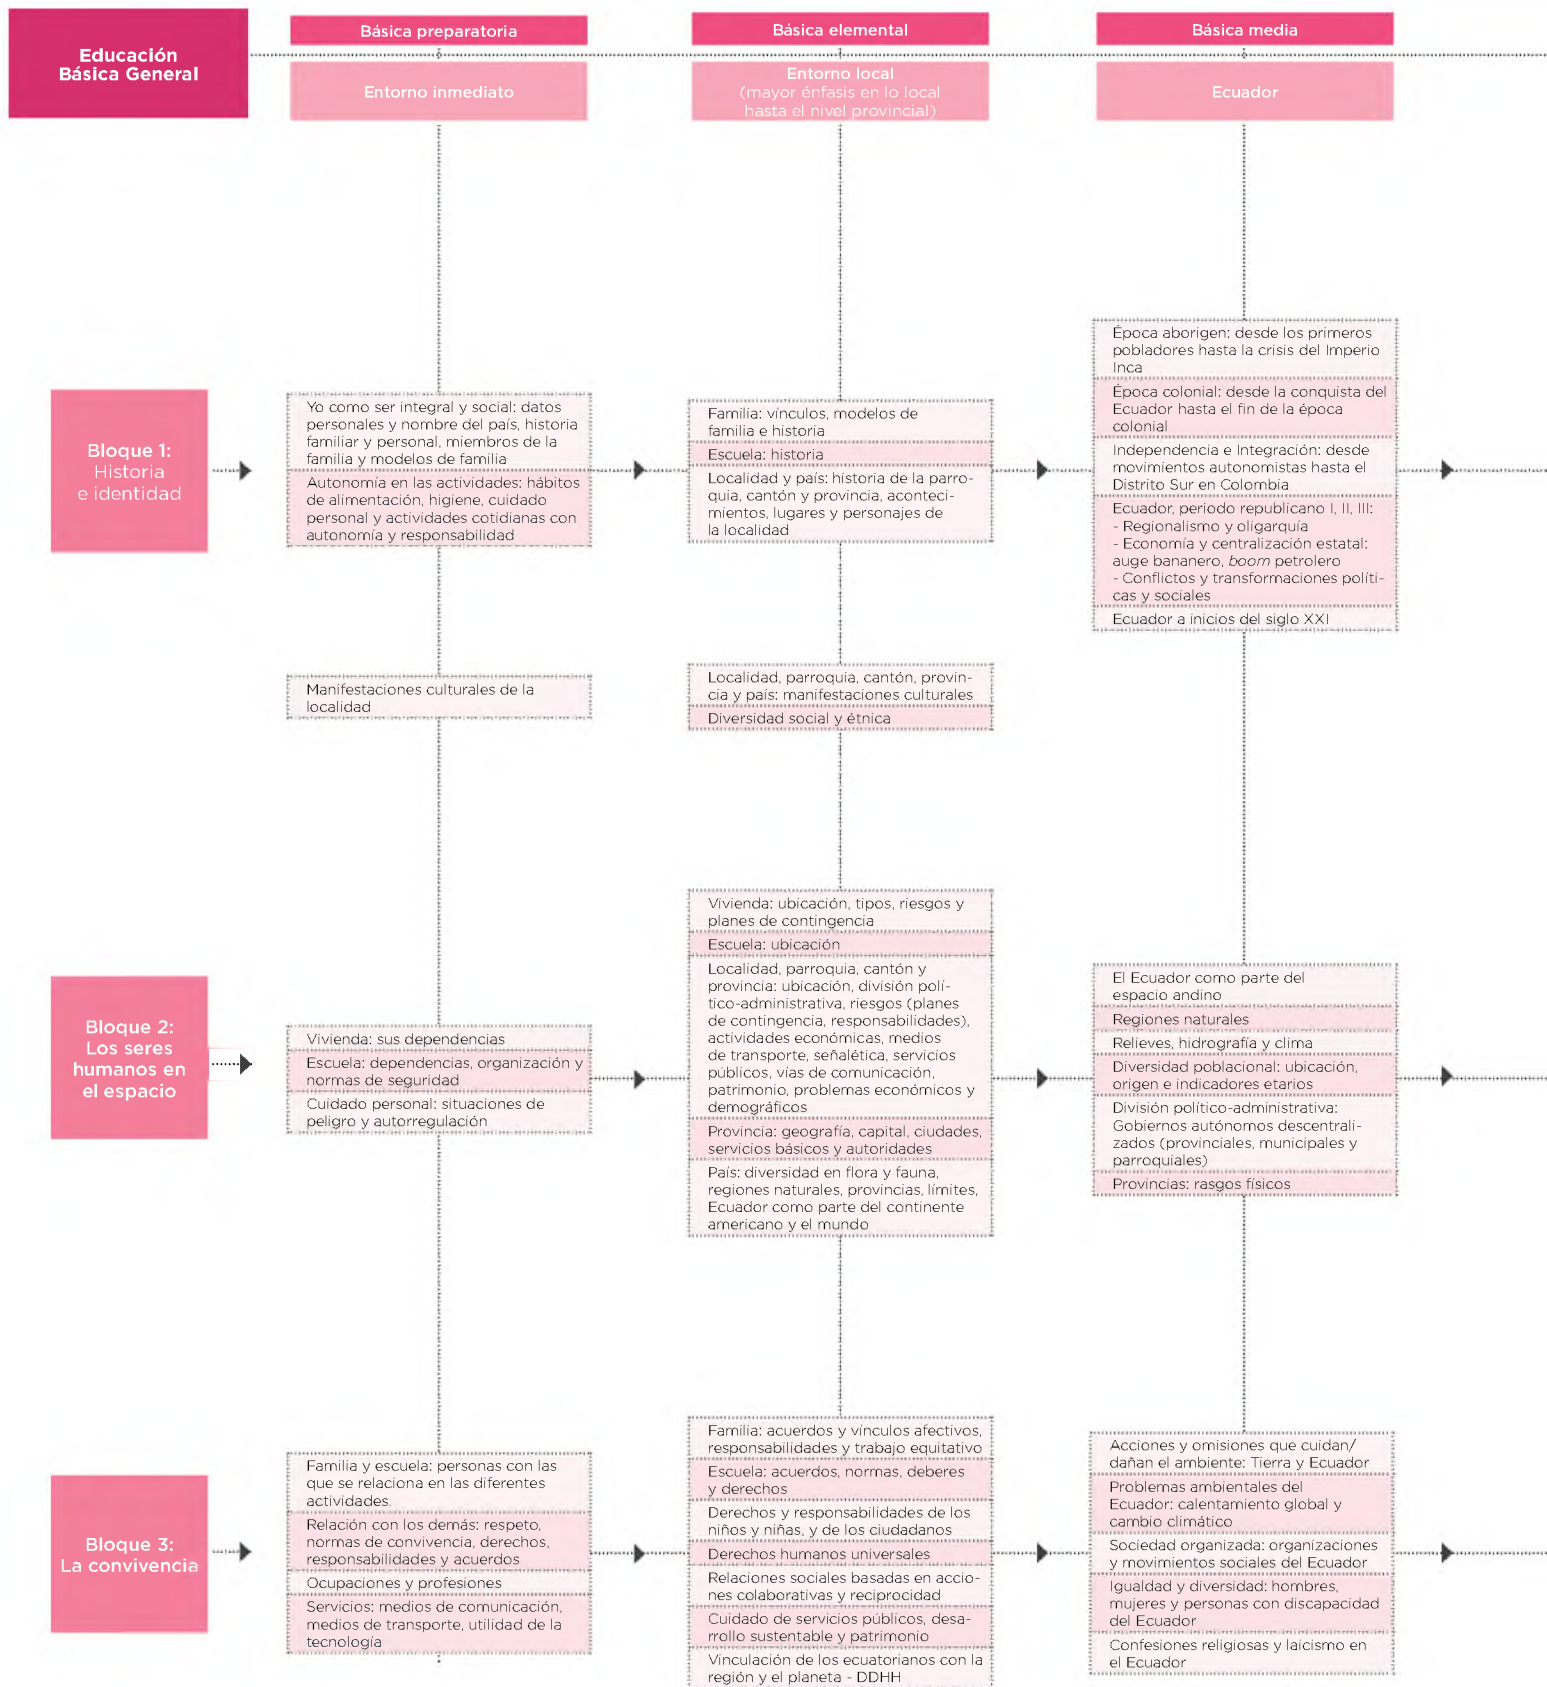 Educación
Básica General
Básica preparatoria
Básica elemental
Básica media
Entorno inmediato
Entorno local
(mayor énfasis en lo local
hasta el nivel provincial)
Ecuador
Bloque 1:
Historia
e identidad
Yo como ser integral y social: datos
personales y nombre del país, historia
familiar y personal, miembros de la
familia y modelos de familia
Autonomía en las actividades: hábitos
de alimentación, higiene, cuidado
personal y actividades cotidianas con
autonomía y responsabilidad
Familia: vínculos, modelos de
familia e historia
Escuela: historia
Localidad y país: historia de la parro-
quia, cantón y provincia, aconteci-
mientos, lugares y personajes de
la localidad
Época aborigen: desde los primeros
pobladores hasta la crisis del Imperio
Inca
Época colonial: desde la conquista del
Ecuador hasta el fin de la época
colonial
Independencia e Integración: desde
movimientos autonomistas hasta el
Distrito Sur en Colombia
Ecuador, periodo republicano I, II, III:
- Regionalismo y oligarquía
- Economía y centralización estatal:
auge bananero, boom petrolero
- Conflictos y transformaciones políti-
cas y sociales
Ecuador a inicios del siglo XXI
Manifestaciones culturales de la
localidad
Localidad, parroquia, cantón, provin-
cia y país: manifestaciones culturales
Diversidad social y étnica
Bloque 2:
Los seres
humanos en
el espacio
Vivienda: sus dependencias
Escuela: dependencias, organización y
normas de seguridad
Cuidado personal: situaciones de
peligro y autorregulación
Vivienda: ubicación, tipos, riesgos y
planes de contingencia
Escuela: ubicación
Localidad, parroquia, cantón y
provincia: ubicación, división polí-
tico-administrativa, riesgos (planes
de contingencia, responsabilidades),
actividades económicas, medios
de transporte, señalética, servicios
públicos, vías de comunicación,
patrimonio, problemas económicos y
demográficos
Provincia: geografía, capital, ciudades,
servicios básicos y autoridades
País: diversidad en flora y fauna,
regiones naturales, provincias, límites,
Ecuador como parte del continente
americano y el mundo
El Ecuador como parte del
espacio andino
Regiones naturales
Relieves, hidrografía y clima
Diversidad poblacional: ubicación,
origen e indicadores etarios
División político-administrativa:
Gobiernos autónomos descentrali-
zados (provinciales, municipales y
parroquiales)
Provincias: rasgos físicos
Bloque 3:
La convivencia
Familia y escuela: personas con las
que se relaciona en las diferentes
actividades.
Relación con los demás: respeto,
normas de convivencia, derechos,
responsabilidades y acuerdos
Ocupaciones y profesiones
Servicios: medios de comunicación,
medios de transporte, utilidad de la
tecnología
Familia: acuerdos y vínculos afectivos,
responsabilidades y trabajo equitativo
Escuela: acuerdos, normas, deberes
y derechos
Derechos y responsabilidades de los
niños y niñas, y de los ciudadanos
Derechos humanos universales
Relaciones sociales basadas en accio-
nes colaborativas y reciprocidad
Cuidado de servicios públicos, desa-
rrollo sustentable y patrimonio
Vinculación de los ecuatorianos con la
región y el planeta - DDHH
Acciones y omisiones que cuidan/
dañan el ambiente: Tierra y Ecuador
Problemas ambientales del
Ecuador: calentamiento global y
cambio climático
Sociedad organizada: organizaciones
y movimientos sociales del Ecuador
Igualdad y diversidad: hombres,
mujeres y personas con discapacidad
del Ecuador
Confesiones religiosas y laicismo en
el Ecuador